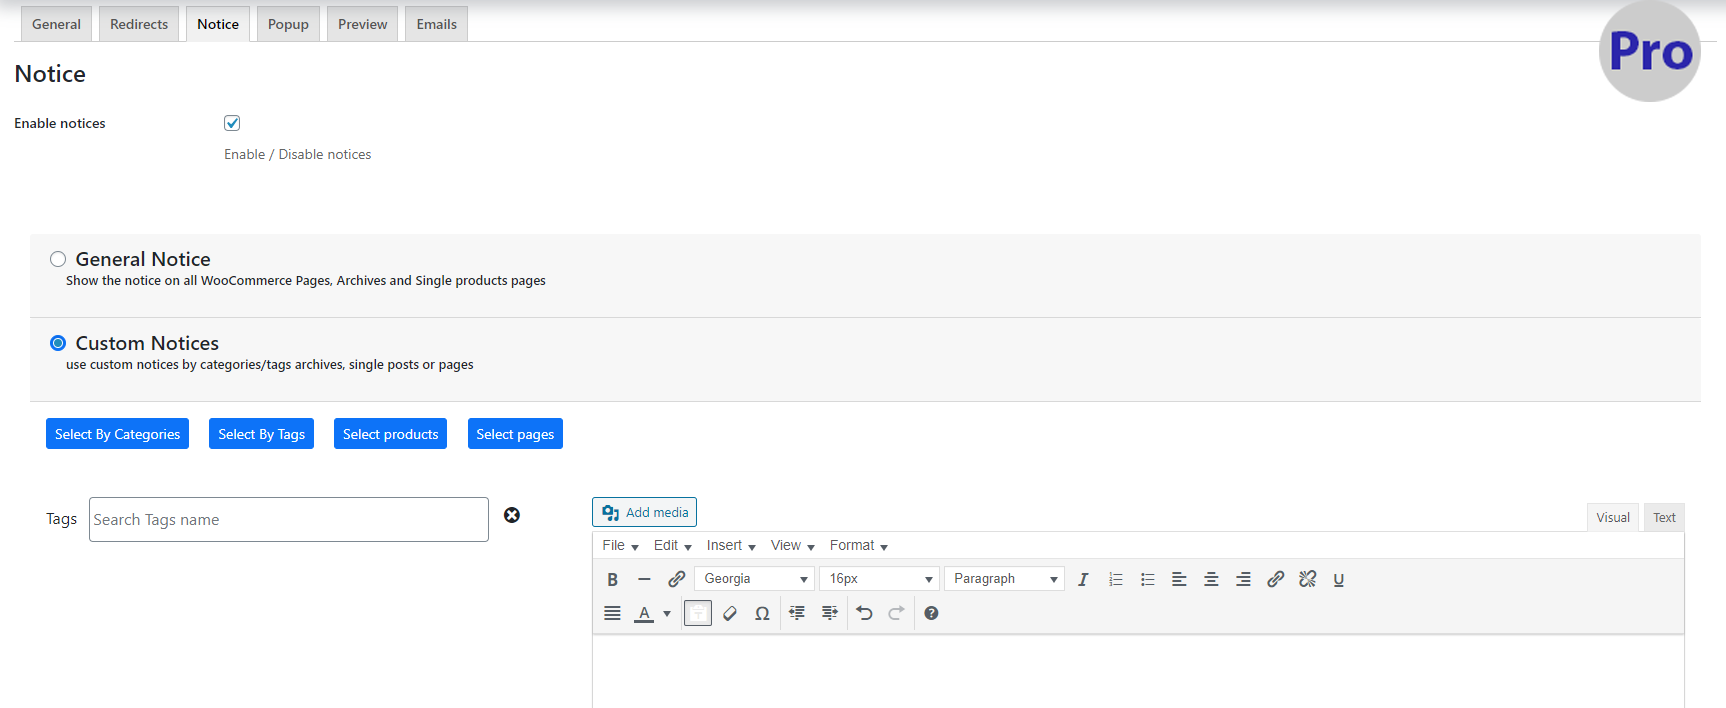 General Redirects Notice Popup Preview Emails
Pro
Notice
Enable notices
Enable / Disable notices
General Notice
Show the notice on all WooCommerce Pages, Archives and Single products pages
Custom Notices
use custom notices by categories/tags archives, single posts or pages
Select By Categories Select By Tags Select products Select pages
Tags Search Tags name
Add media
Visual Text
File Edit Insert View Format
B Georgia 16px Paragraph I U
A Ω